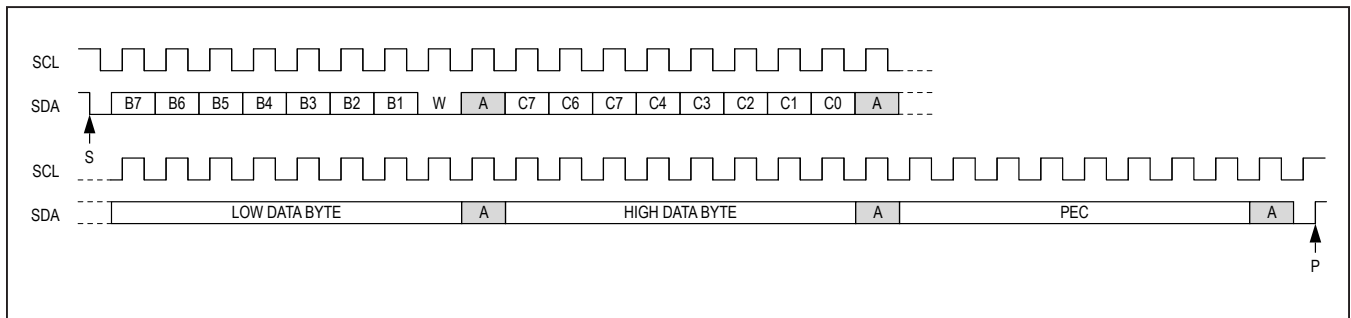 SCL
SDA B7 B6 B5 B4 B3 B2 B1 W A C7 C6 C7 C4 C3 C2 C1 C0 A
S
SCL
SDA LOW DATA BYTE A HIGH DATA BYTE A PEC A
P